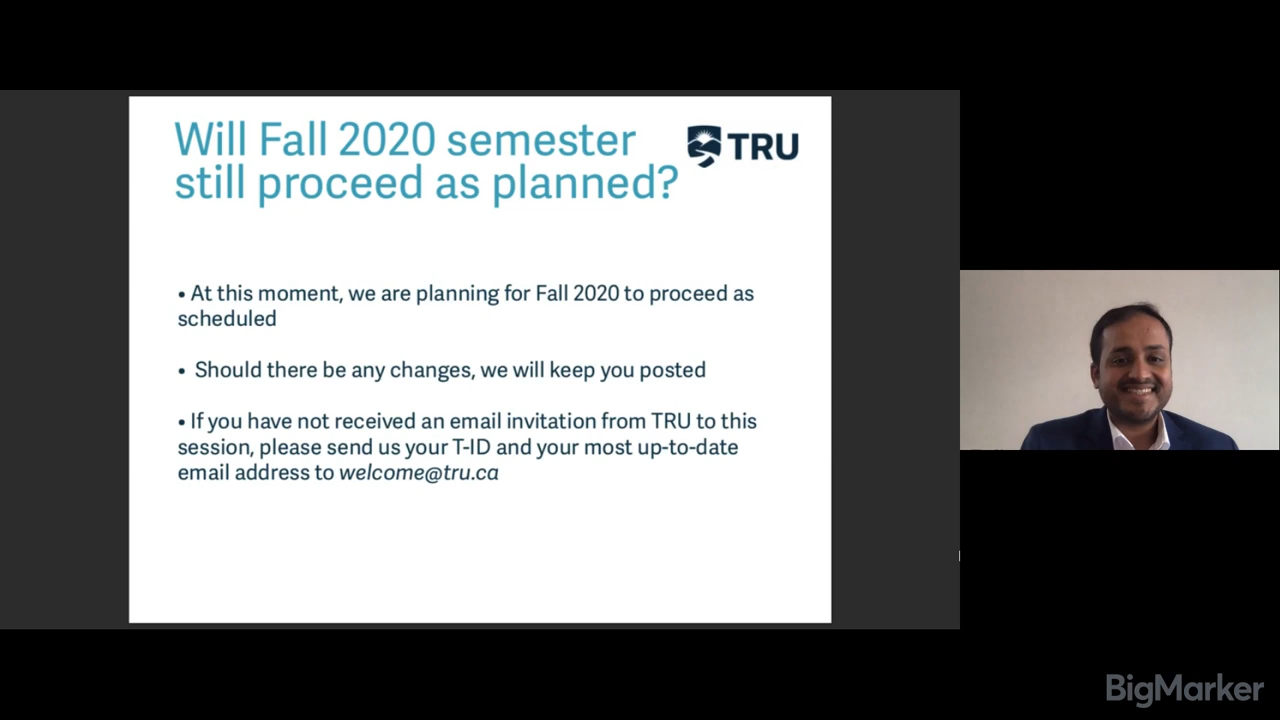 Will Fall 2020 semester
still proceed as planned?
TRU
• At this moment, we are planning for Fall 2020 to proceed as
scheduled
• Should there be any changes, we will keep you posted
• If you have not received an email invitation from TRU to this
session, please send us your T-ID and your most up-to-date
email address to welcome@tru.ca
BigMarker